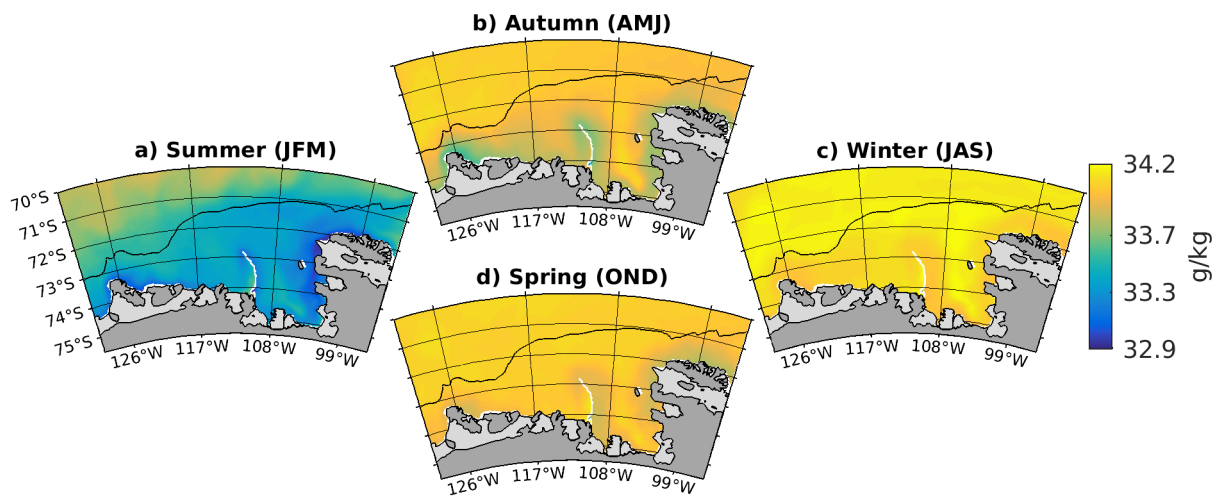 a) Summer (JFM)
70°S
71°S
72°S
73°S
74°S
75°S
126°W 117°W 108°W 99°W
b) Autumn (AMJ)
126°W 117°W 108°W 99°W
c) Winter (JAS)
126°W 117°W 108°W 99°W
d) Spring (OND)
126°W 117°W 108°W 99°W
34.2
33.7
33.3
32.9
g/kg